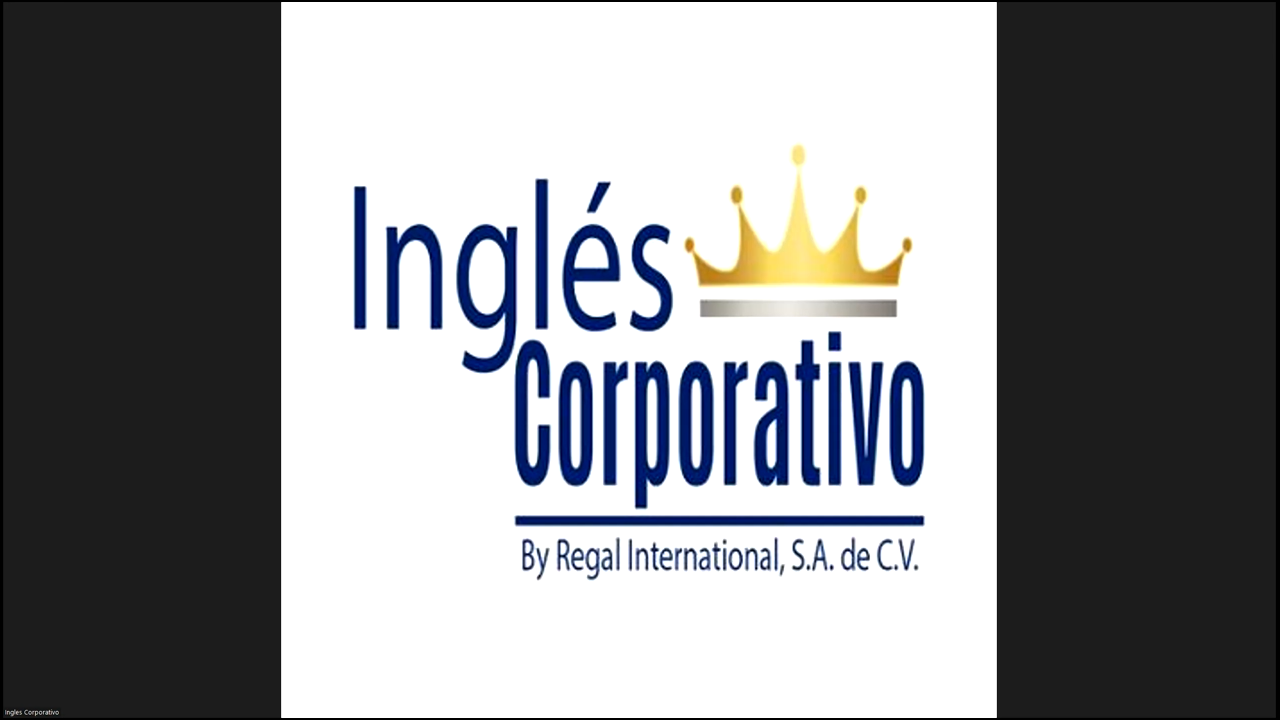 Inglés
Corporativo
By Regal International, S.A. de C.V.
Ingles Corporativo